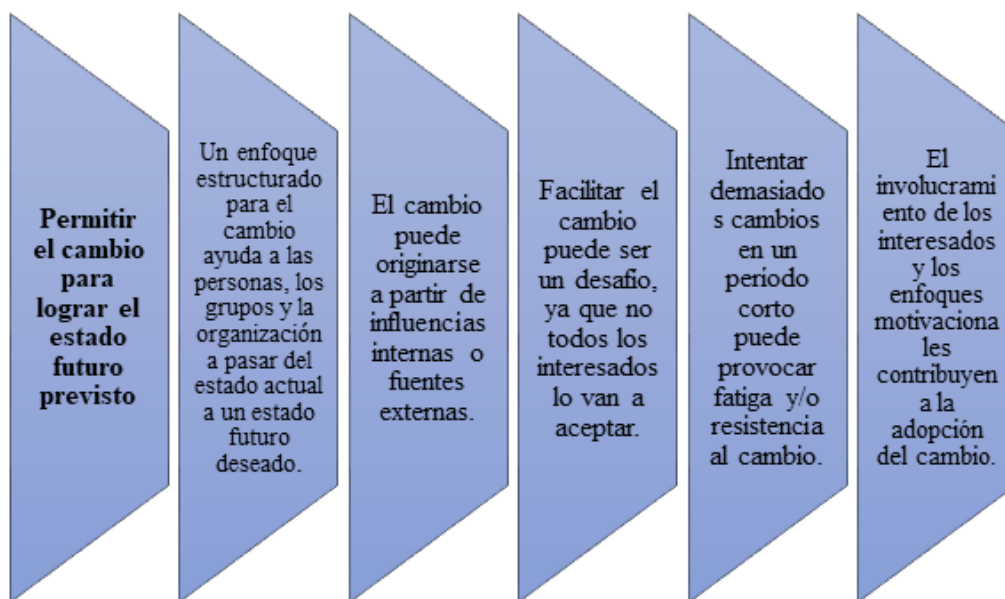 Permitir
el cambio
para
lograr el
estado
futuro
previsto
Un enfoque
estructurado
para el
cambio
ayuda a las
personas, los
grupos y la
organización
a pasar del
estado actual
a un estado
futuro
deseado.
El cambio
puede
originarse
a partir de
influencias
internas o
fuentes
externas.
Facilitar el
cambio
puede ser
un desafío,
ya que no
todos los
interesados
lo van a
aceptar.
Intentar
demasiado
s cambios
en un
período
corto
puede
provocar
fatiga y/o
resistencia
al cambio.
El
involucrami
ento de los
interesados
y los
enfoques
motivaciona
les
contribuyen
a la
adopción
del cambio.